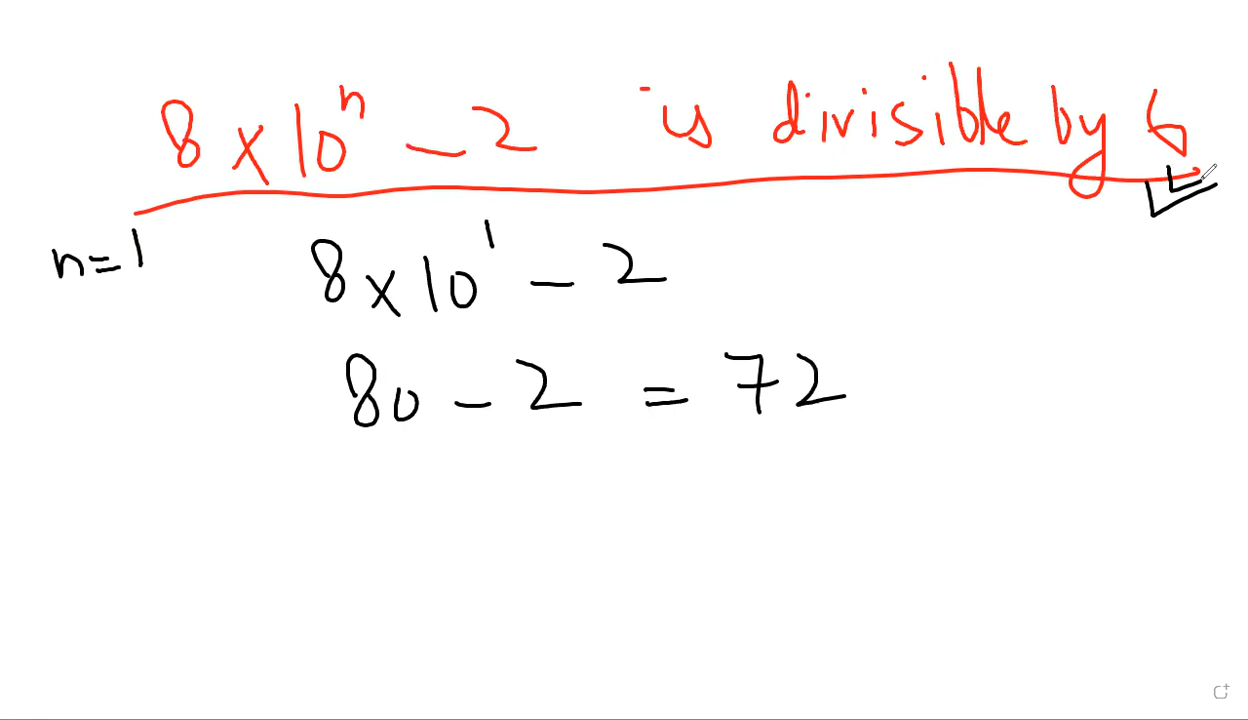 8 × 10ⁿ – 2 is divisible by 6
n = 1 8 × 10¹ – 2
80 – 2 = 72